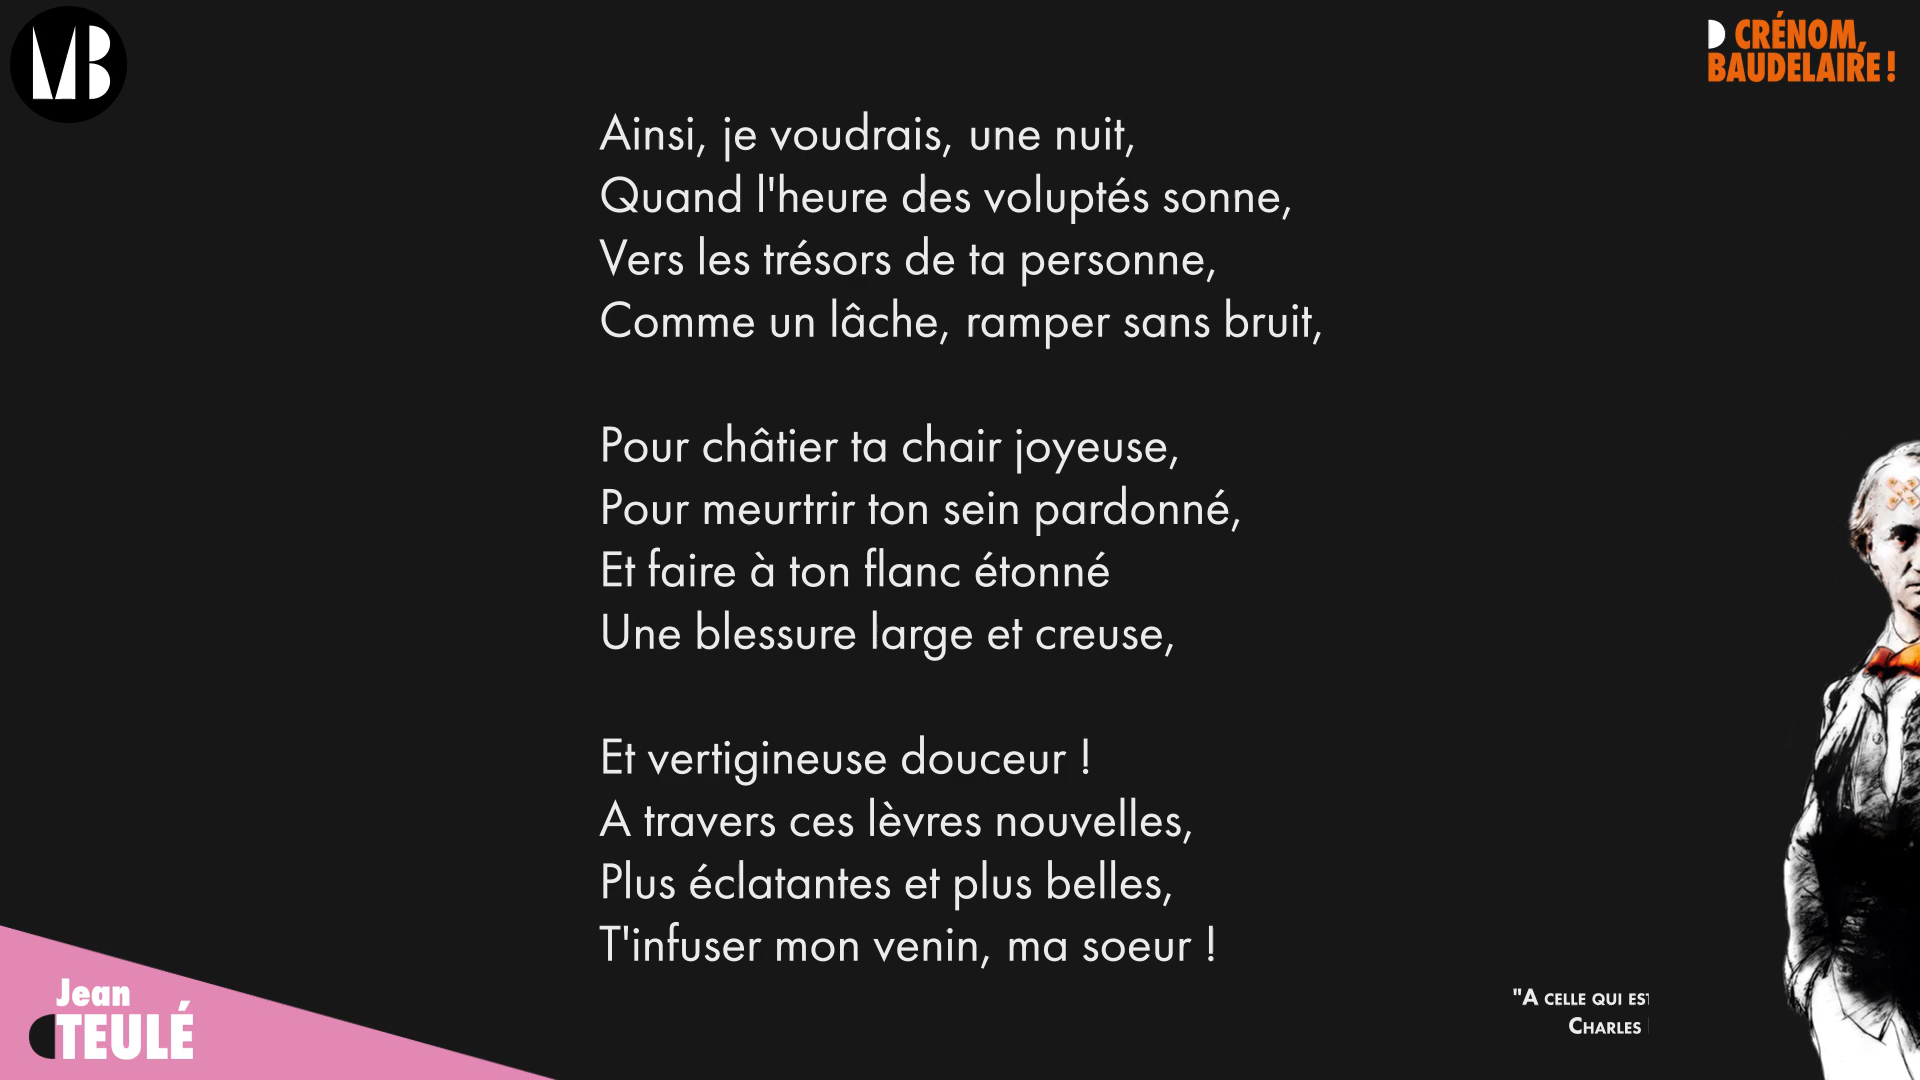 MB
CRÉNOM,
BAUDELAIRE !
Ainsi, je voudrais, une nuit,
Quand l'heure des voluptés sonne,
Vers les trésors de ta personne,
Comme un lâche, ramper sans bruit,
Pour châtier ta chair joyeuse,
Pour meurtrir ton sein pardonné,
Et faire à ton flanc étonné
Une blessure large et creuse,
Et vertigineuse douceur !
A travers ces lèvres nouvelles,
Plus éclatantes et plus belles,
T'infuser mon venin, ma soeur !
"A CELLE QUI EST
CHARLES
Jean
TEULÉ